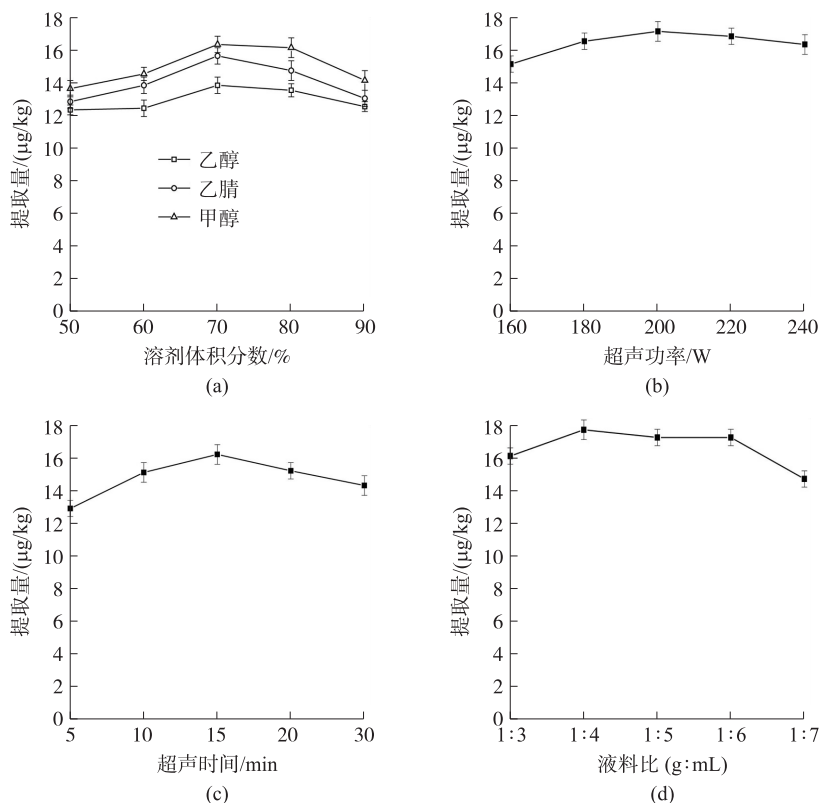 18
16
14
12
10
8
6
4
2
0
提取量/(μg/kg)
乙醇
乙腈
甲醇
50 60 70 80 90
溶剂体积分数/%
(a)
18
16
14
12
10
8
6
4
2
0
提取量/(μg/kg)
160 180 200 220 240
超声功率/W
(b)
18
16
14
12
10
8
6
4
2
0
提取量/(μg/kg)
5 10 15 20 30
超声时间/min
(c)
18
16
14
12
10
8
6
4
2
0
提取量/(μg/kg)
1∶3 1∶4 1∶5 1∶6 1∶7
液料比 (g∶mL)
(d)